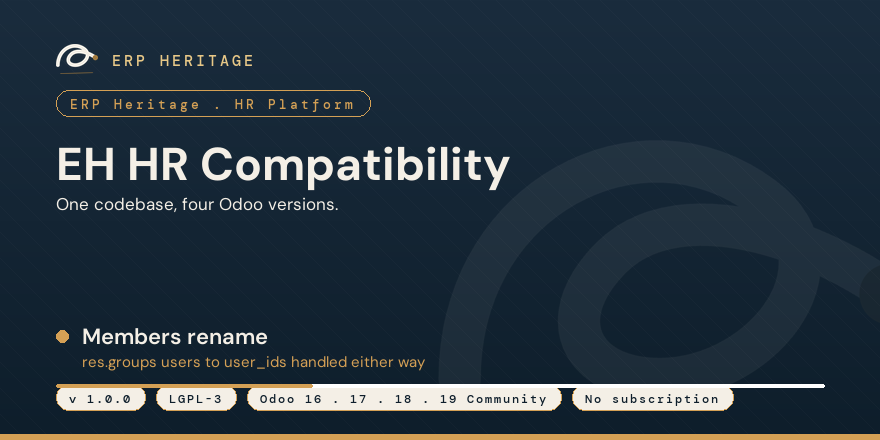 ERP HERITAGE
ERP Heritage . HR Platform
EH HR Compatibility
One codebase, four Odoo versions.
Members rename
res.groups users to user_ids handled either way
v 1.0.0
LGPL-3
Odoo 16 . 17 . 18 . 19 Community
No subscription